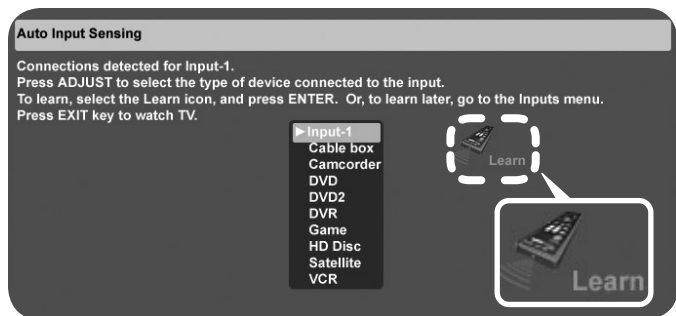 Auto Input Sensing
Connections detected for Input-1.
Press ADJUST to select the type of device connected to the input.
To learn, select the Learn icon, and press ENTER. Or, to learn later, go to the Inputs menu.
Press EXIT key to watch TV.
Input-1
Cable box
Camcorder
DVD
DVD2
DVR
Game
HD Disc
Satellite
VCR
Learn
Learn